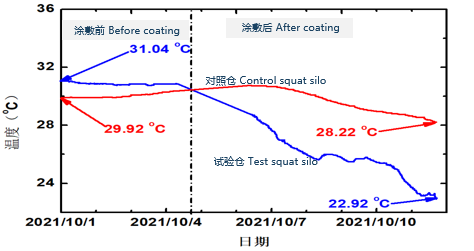 36
涂敷前 Before coating
涂敷后 After coating
31.04 ℃
32
对照仓 Control squat silo
温度 (℃)
28
29.92 ℃
28.22 ℃
试验仓 Test squat silo
24
22.92 ℃
2021/10/1
2021/10/4
2021/10/7
2021/10/10
日期